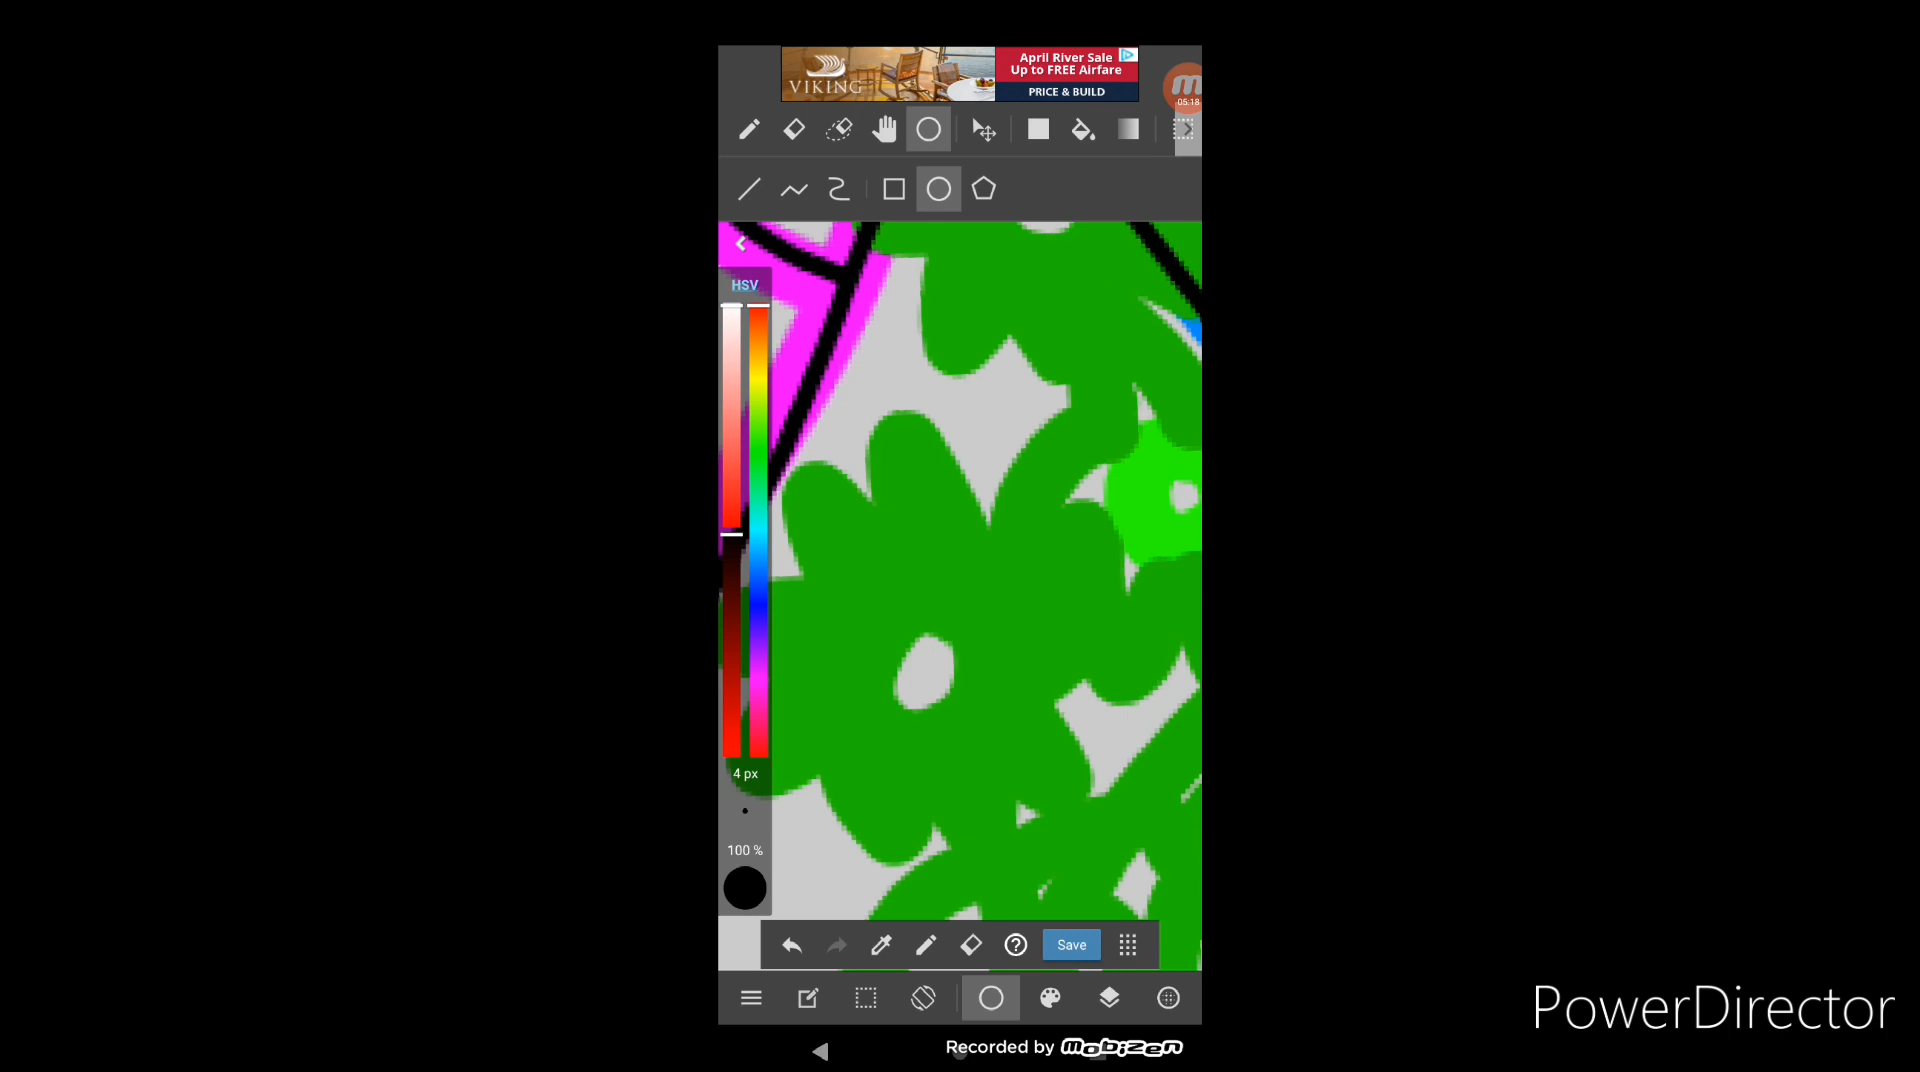 VIKING
April River Sale
Up to FREE Airfare
PRICE & BUILD
05:18
HSV
4 px
100 %
Save
Recorded by Mobizen
PowerDirector